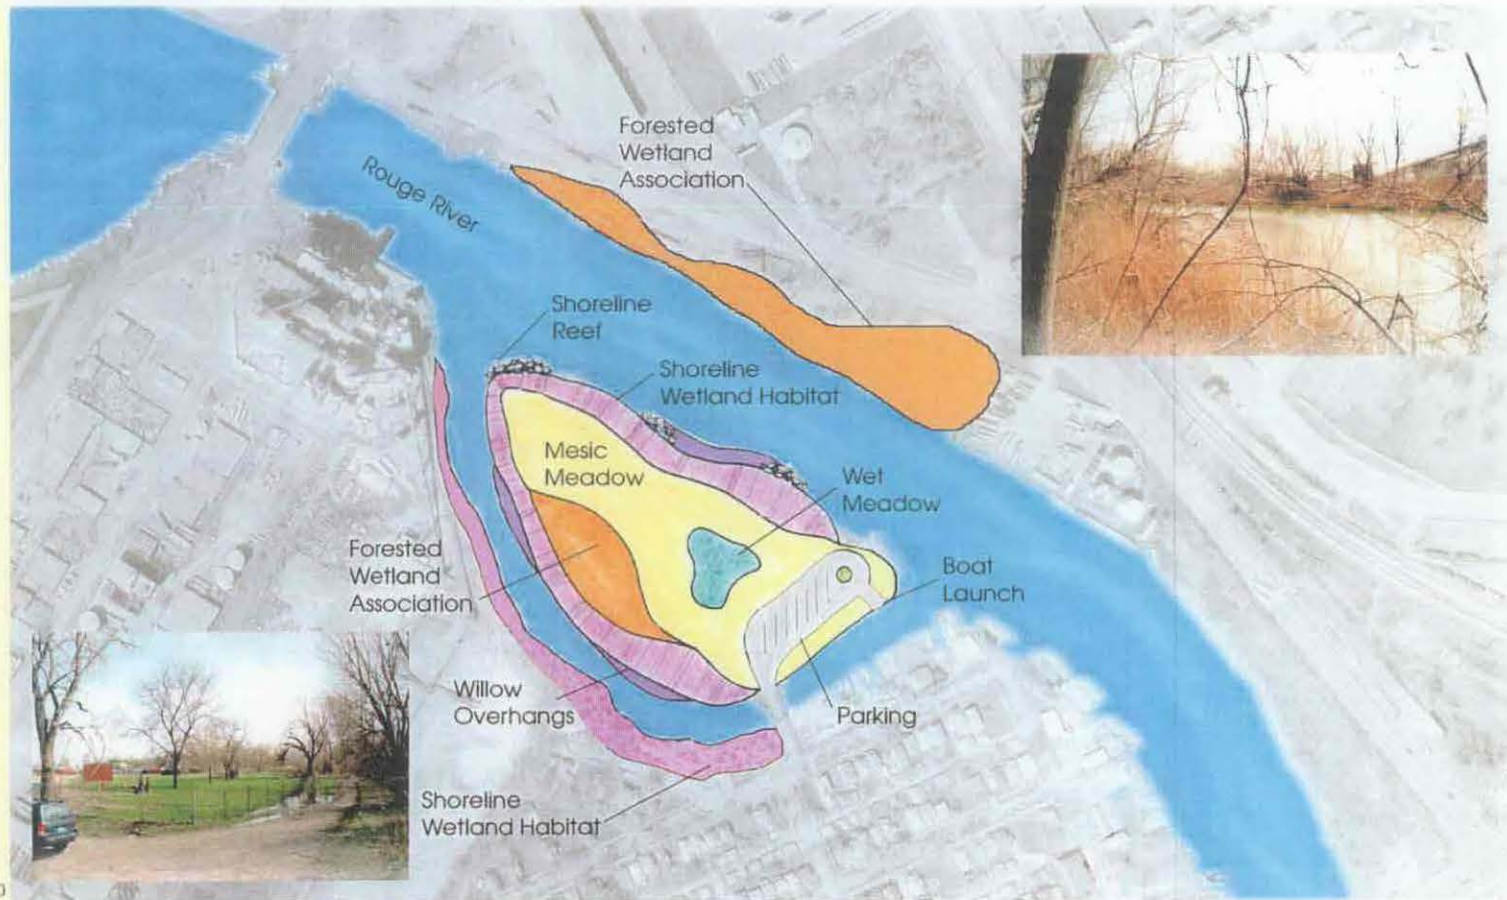 Forested
Wetland
Association
Rouge River
Shoreline
Reef
Shoreline
Wetland Habitat
Mesic
Meadow
Wet
Meadow
Forested
Wetland
Association
Boat
Launch
Willow
Overhangs
Parking
Shoreline
Wetland Habitat